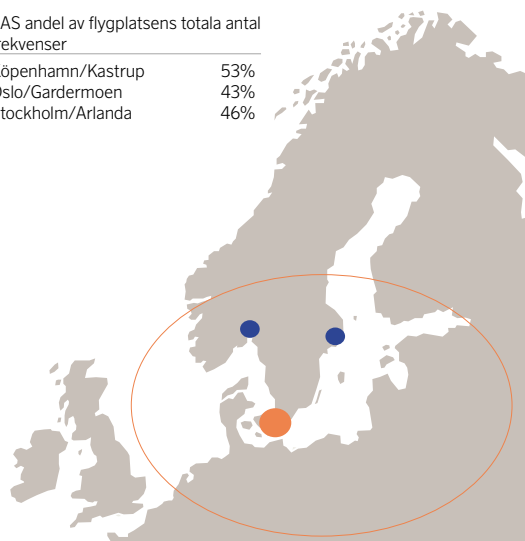 AS andel av flygplatsens totala antal
rekvenser
öpenhamn/Kastrup 53%
slo/Gardermoen 43%
tockholm/Arlanda 46%